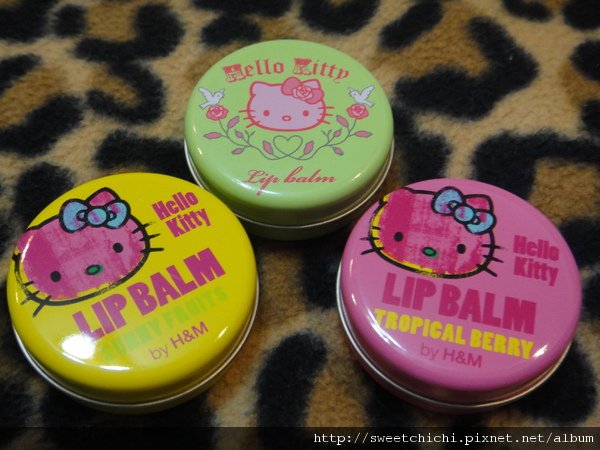 Hello Kitty
Lip balm
Hello
Kitty
LIP BALM
FRUITS
by H&M
Hello
Kitty
LIP BALM
TROPICAL BERRY
by H&M
http://sweetchichi.pixnet.net/album